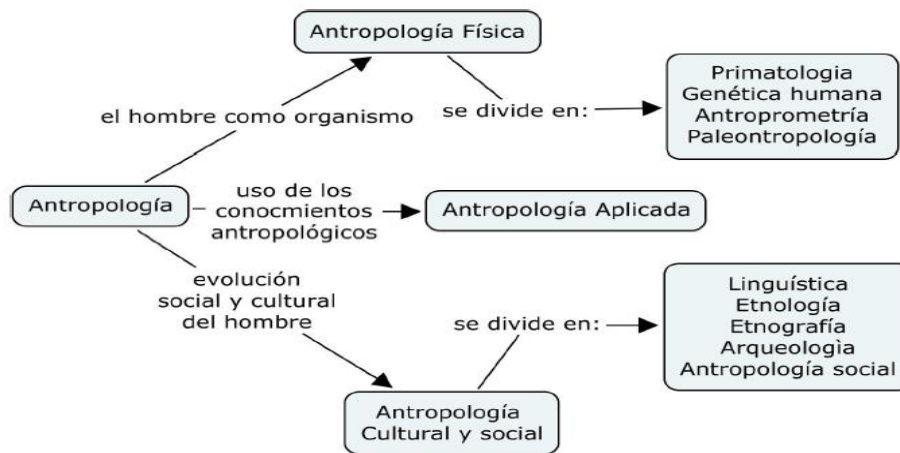 Antropología Física
Primatologia
Genética humana
Antroprometría
Paleontropología
el hombre como organismo
se divide en:
Antropología
uso de los
conocmientos
antropológicos
Antropología Aplicada
evolución
social y cultural
del hombre
se divide en:
Linguística
Etnología
Etnografía
Arqueologìa
Antropología social
Antropología
Cultural y social